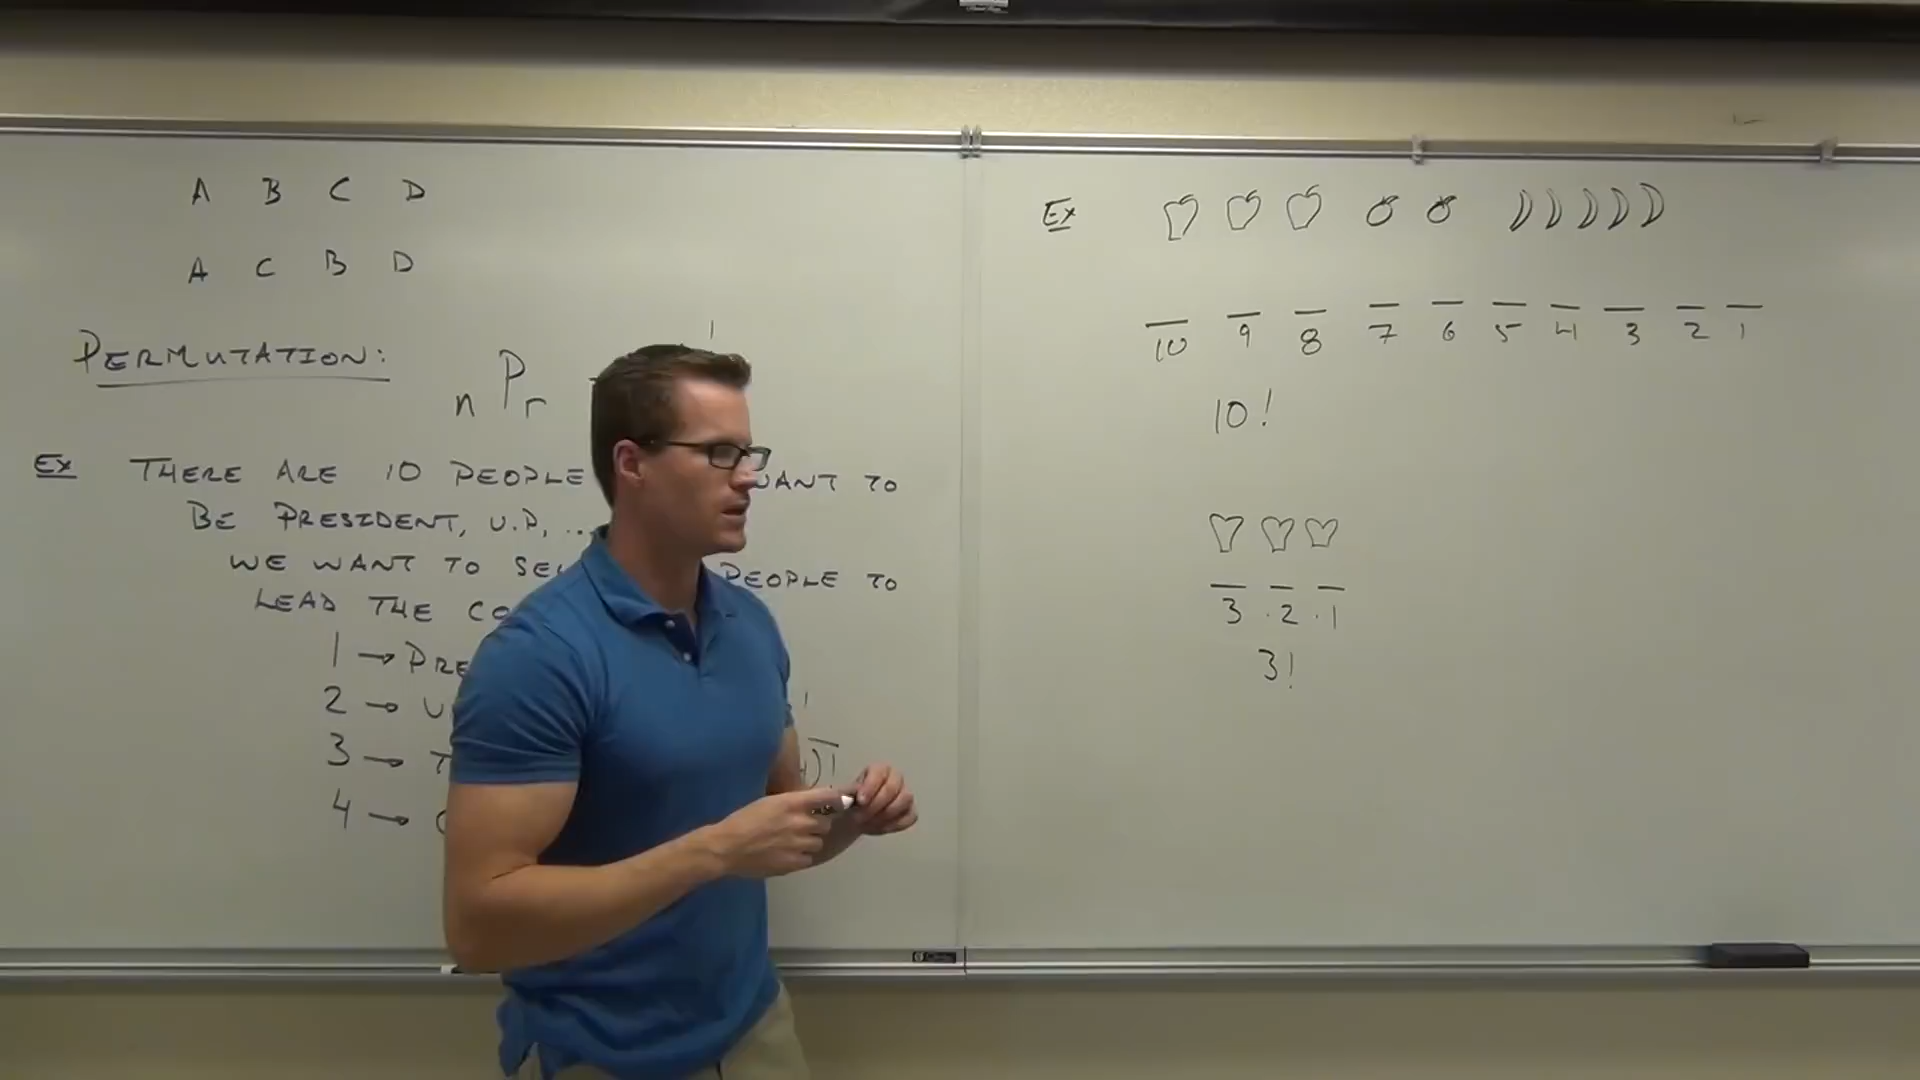 A B C D
A C B D
PERMUTATION:
n P r
Ex THERE ARE 10 PEOPLE WANT TO
BE PRESIDENT, V.P, ...
WE WANT TO PEOPLE TO
LEAD THE
1 → PRE
2 →
3 → T
4 →
)!
Ex
10 9 8 7 6 5 4 3 2 1
10!
3 · 2 · 1
3!